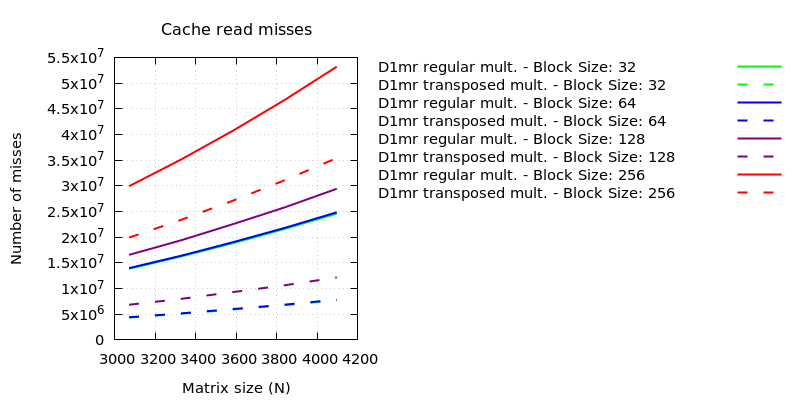 Cache read misses
Number of misses
5.5x10^7
5x10^7
4.5x10^7
4x10^7
3.5x10^7
3x10^7
2.5x10^7
2x10^7
1.5x10^7
1x10^7
5x10^6
0
3000 3200 3400 3600 3800 4000 4200
Matrix size (N)
D1mr regular mult. - Block Size: 32
D1mr transposed mult. - Block Size: 32
D1mr regular mult. - Block Size: 64
D1mr transposed mult. - Block Size: 64
D1mr regular mult. - Block Size: 128
D1mr transposed mult. - Block Size: 128
D1mr regular mult. - Block Size: 256
D1mr transposed mult. - Block Size: 256